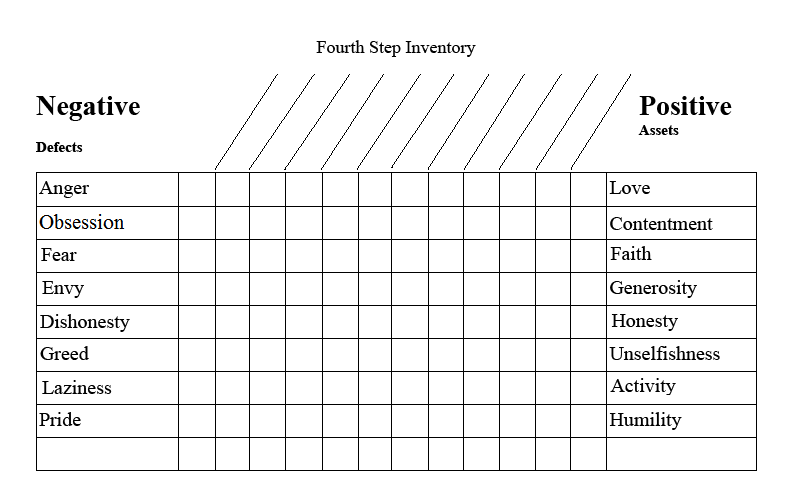 Fourth Step Inventory
Negative Positive
Assets
Defects
Anger Love
Obsession Contentment
Fear Faith
Envy Generosity
Dishonesty Honesty
Greed Unselfishness
Laziness Activity
Pride Humility